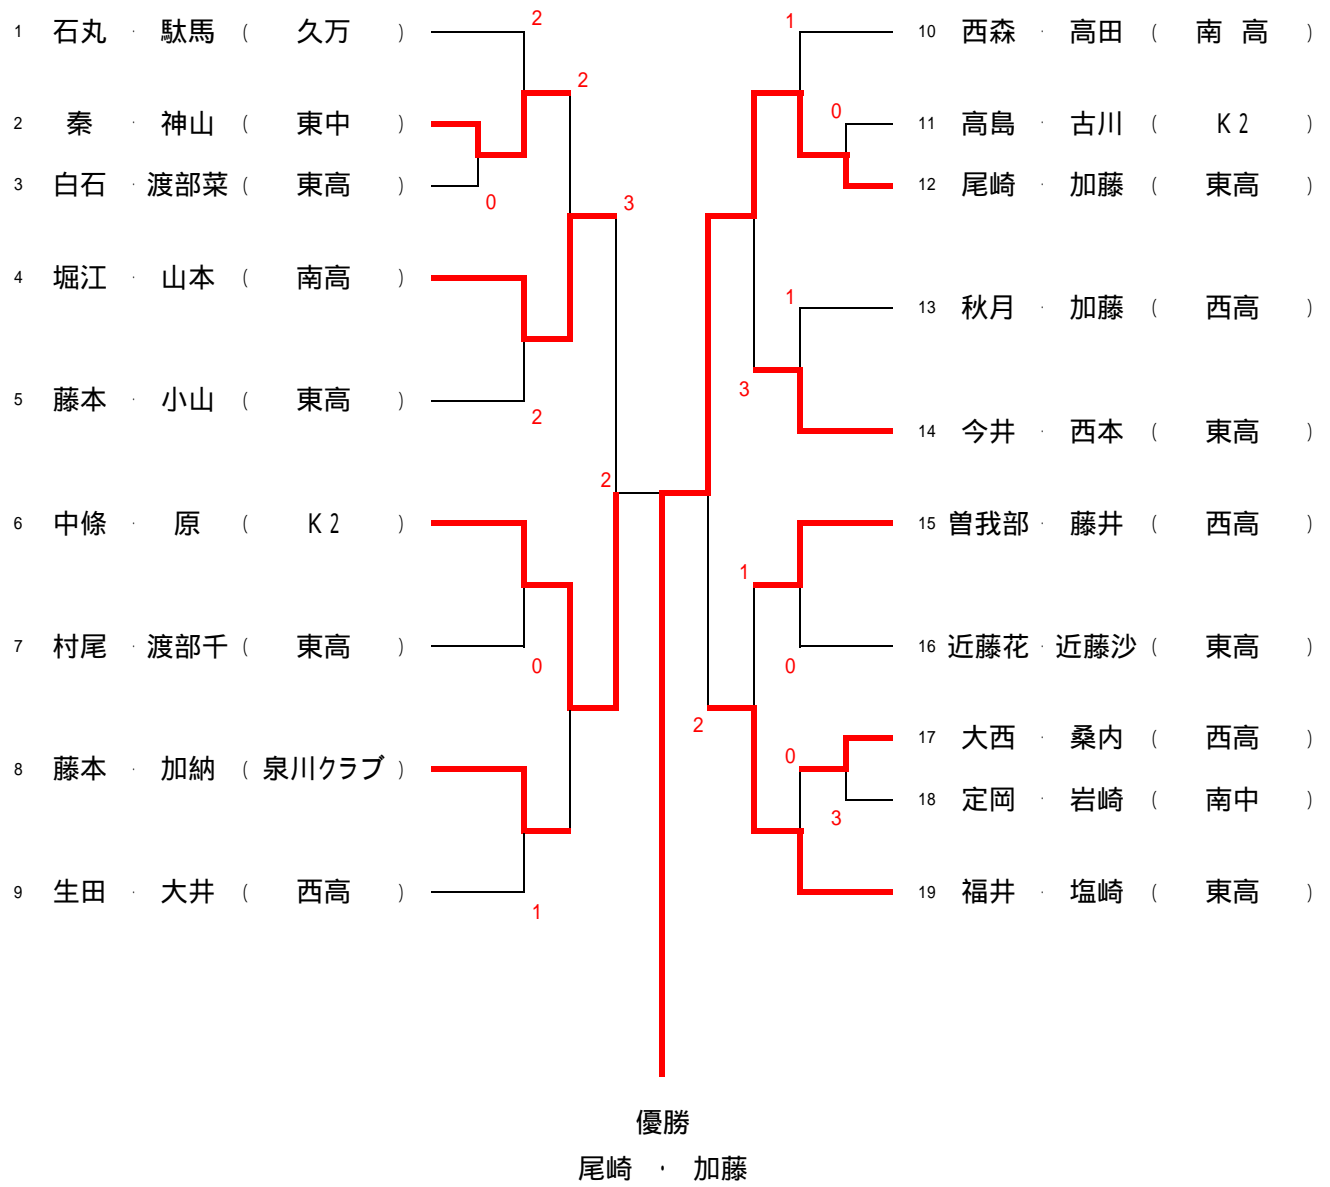 1 石丸 ・ 駄馬 ( 久万 )
2 秦 ・ 神山 ( 東中 )
3 白石 ・ 渡部菜 ( 東高 )
4 堀江 ・ 山本 ( 南高 )
5 藤本 ・ 小山 ( 東高 )
6 中條 ・ 原 ( K2 )
7 村尾 ・ 渡部千 ( 東高 )
8 藤本 ・ 加納 ( 泉川クラブ )
9 生田 ・ 大井 ( 西高 )
2
2
0
3
2
2
0
1
10 西森 ・ 高田 ( 南 高 )
11 高島 ・ 古川 ( K2 )
12 尾崎 ・ 加藤 ( 東高 )
13 秋月 ・ 加藤 ( 西高 )
14 今井 ・ 西本 ( 東高 )
15 曽我部 ・ 藤井 ( 西高 )
16 近藤花 ・ 近藤沙 ( 東高 )
17 大西 ・ 桑内 ( 西高 )
18 定岡 ・ 岩崎 ( 南中 )
19 福井 ・ 塩崎 ( 東高 )
1
0
1
3
1
0
2
0
3
優勝
尾崎 ・ 加藤